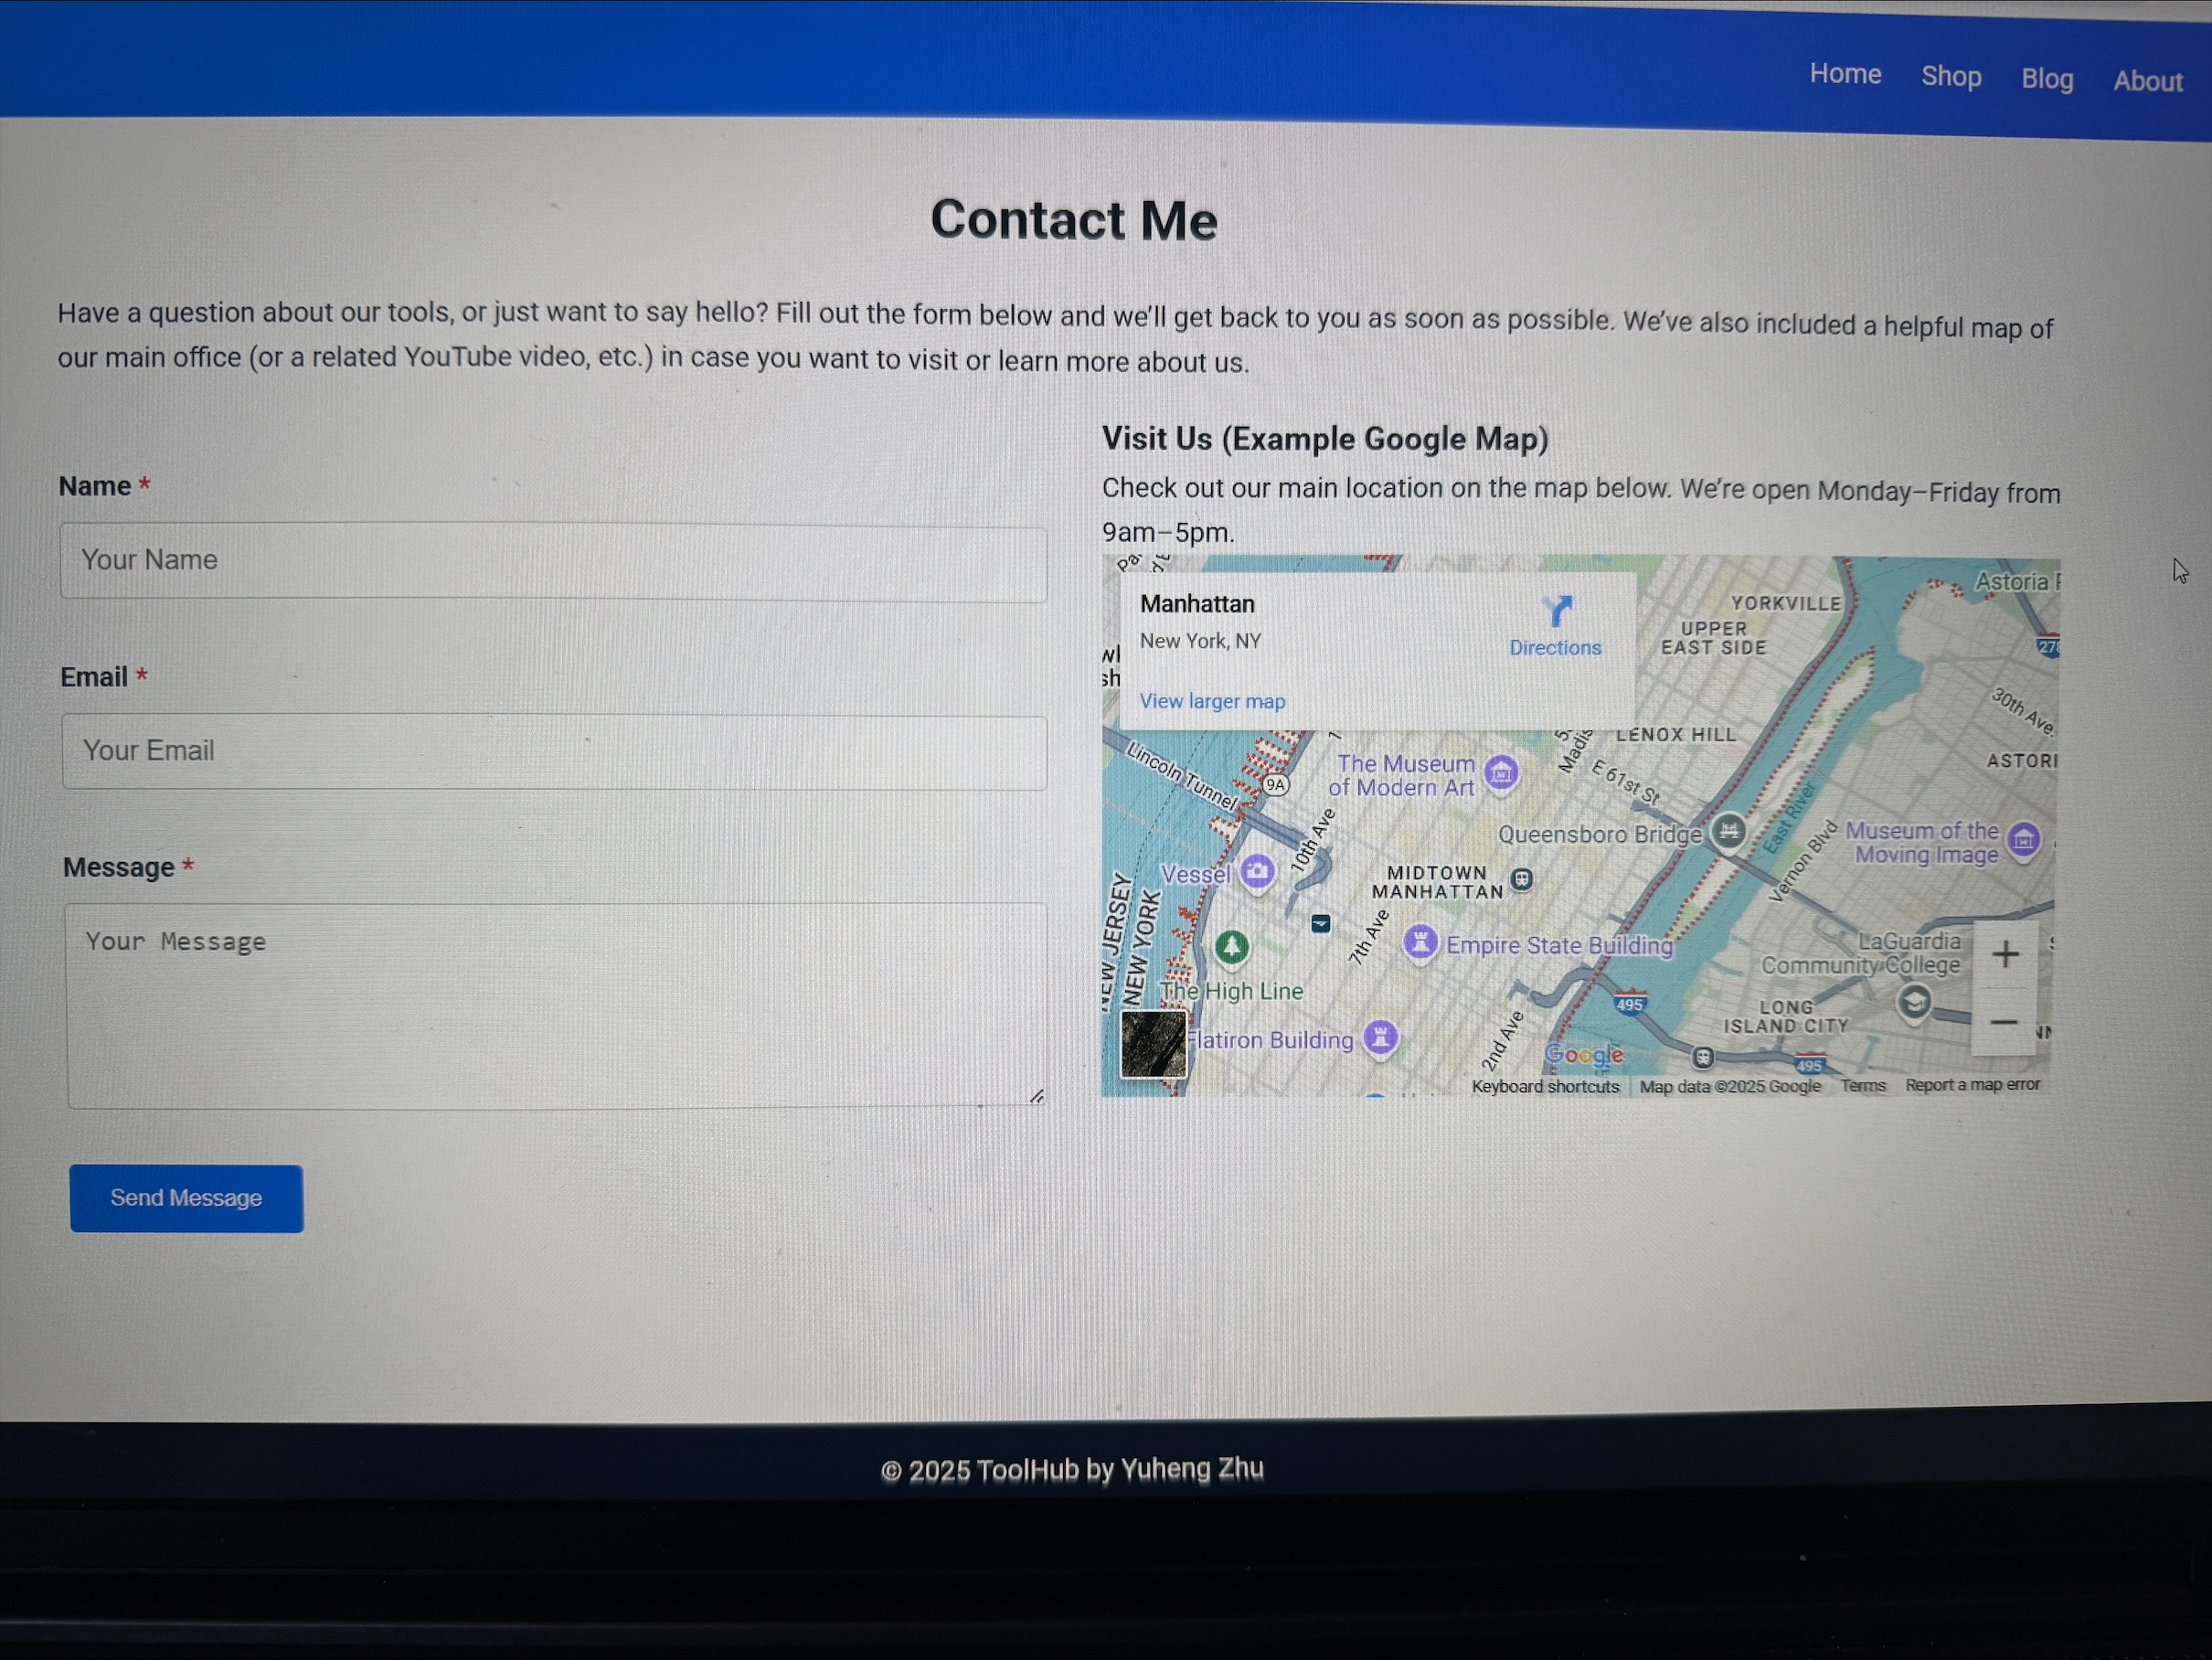 Home Shop Blog About
Contact Me
Have a question about our tools, or just want to say hello? Fill out the form below and we’ll get back to you as soon as possible. We’ve also included a helpful map of
our main office (or a related YouTube video, etc.) in case you want to visit or learn more about us.
Name *
Your Name
Email *
Your Email
Message *
Your Message
Send Message
Visit Us (Example Google Map)
Check out our main location on the map below. We’re open Monday–Friday from
9am–5pm.
Manhattan
New York, NY
Directions
View larger map
YORKVILLE
UPPER
EAST SIDE
Astoria
30th Ave.
LENOX HILL
ASTORI
Lincoln Tunnel
9A
The Museum
of Modern Art
Madis
E 61st St
Queensboro Bridge
East River
Vernon Blvd
Museum of the
Moving Image
Vessel
10th Ave
MIDTOWN
MANHATTAN
NEW JERSEY
NEW YORK
7th Ave
Empire State Building
The High Line
LaGuardia
Community College
495
LONG
ISLAND CITY
Flatiron Building
2nd Ave
Google
495
Keyboard shortcuts Map data ©2025 Google Terms Report a map error
© 2025 ToolHub by Yuheng Zhu